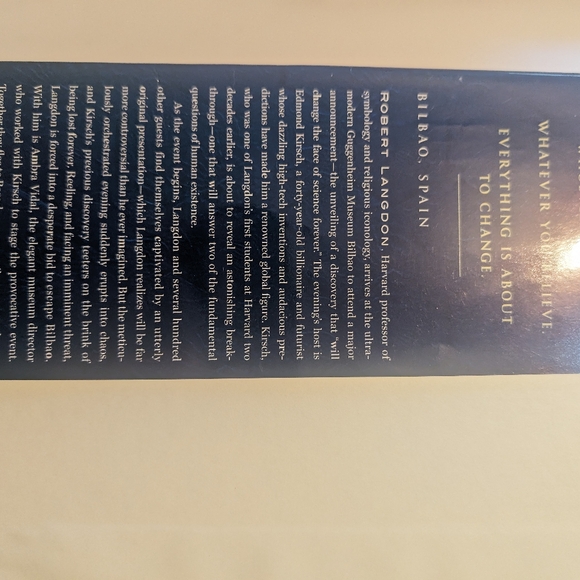 WHATEVER YOU BELIEVE
EVERYTHING IS ABOUT
TO CHANGE.
BILBAO, SPAIN
ROBERT LANGDON, Harvard professor of
symbology and religious iconology, arrives at the ultra-
modern Guggenheim Museum Bilbao to attend a major
announcement—the unveiling of a discovery that “will
change the face of science forever.” The evening’s host is
Edmond Kirsch, a forty-year-old billionaire and futurist
whose dazzling high-tech inventions and audacious pre-
dictions have made him a renowned global figure. Kirsch,
who was one of Langdon’s first students at Harvard two
decades earlier, is about to reveal an astonishing break-
through—one that will answer two of the fundamental
questions of human existence.
As the event begins, Langdon and several hundred
other guests find themselves captivated by an utterly
original presentation—which Langdon realizes will be far
more controversial than he ever imagined. But the meticu-
lously orchestrated evening suddenly erupts into chaos,
and Kirsch’s precious discovery teeters on the brink of
being lost forever. Reeling and facing an imminent threat,
Langdon is forced into a desperate bid to escape Bilbao.
With him is Ambra Vidal, the elegant museum director
who worked with Kirsch to stage the provocative event.
Together they flee to